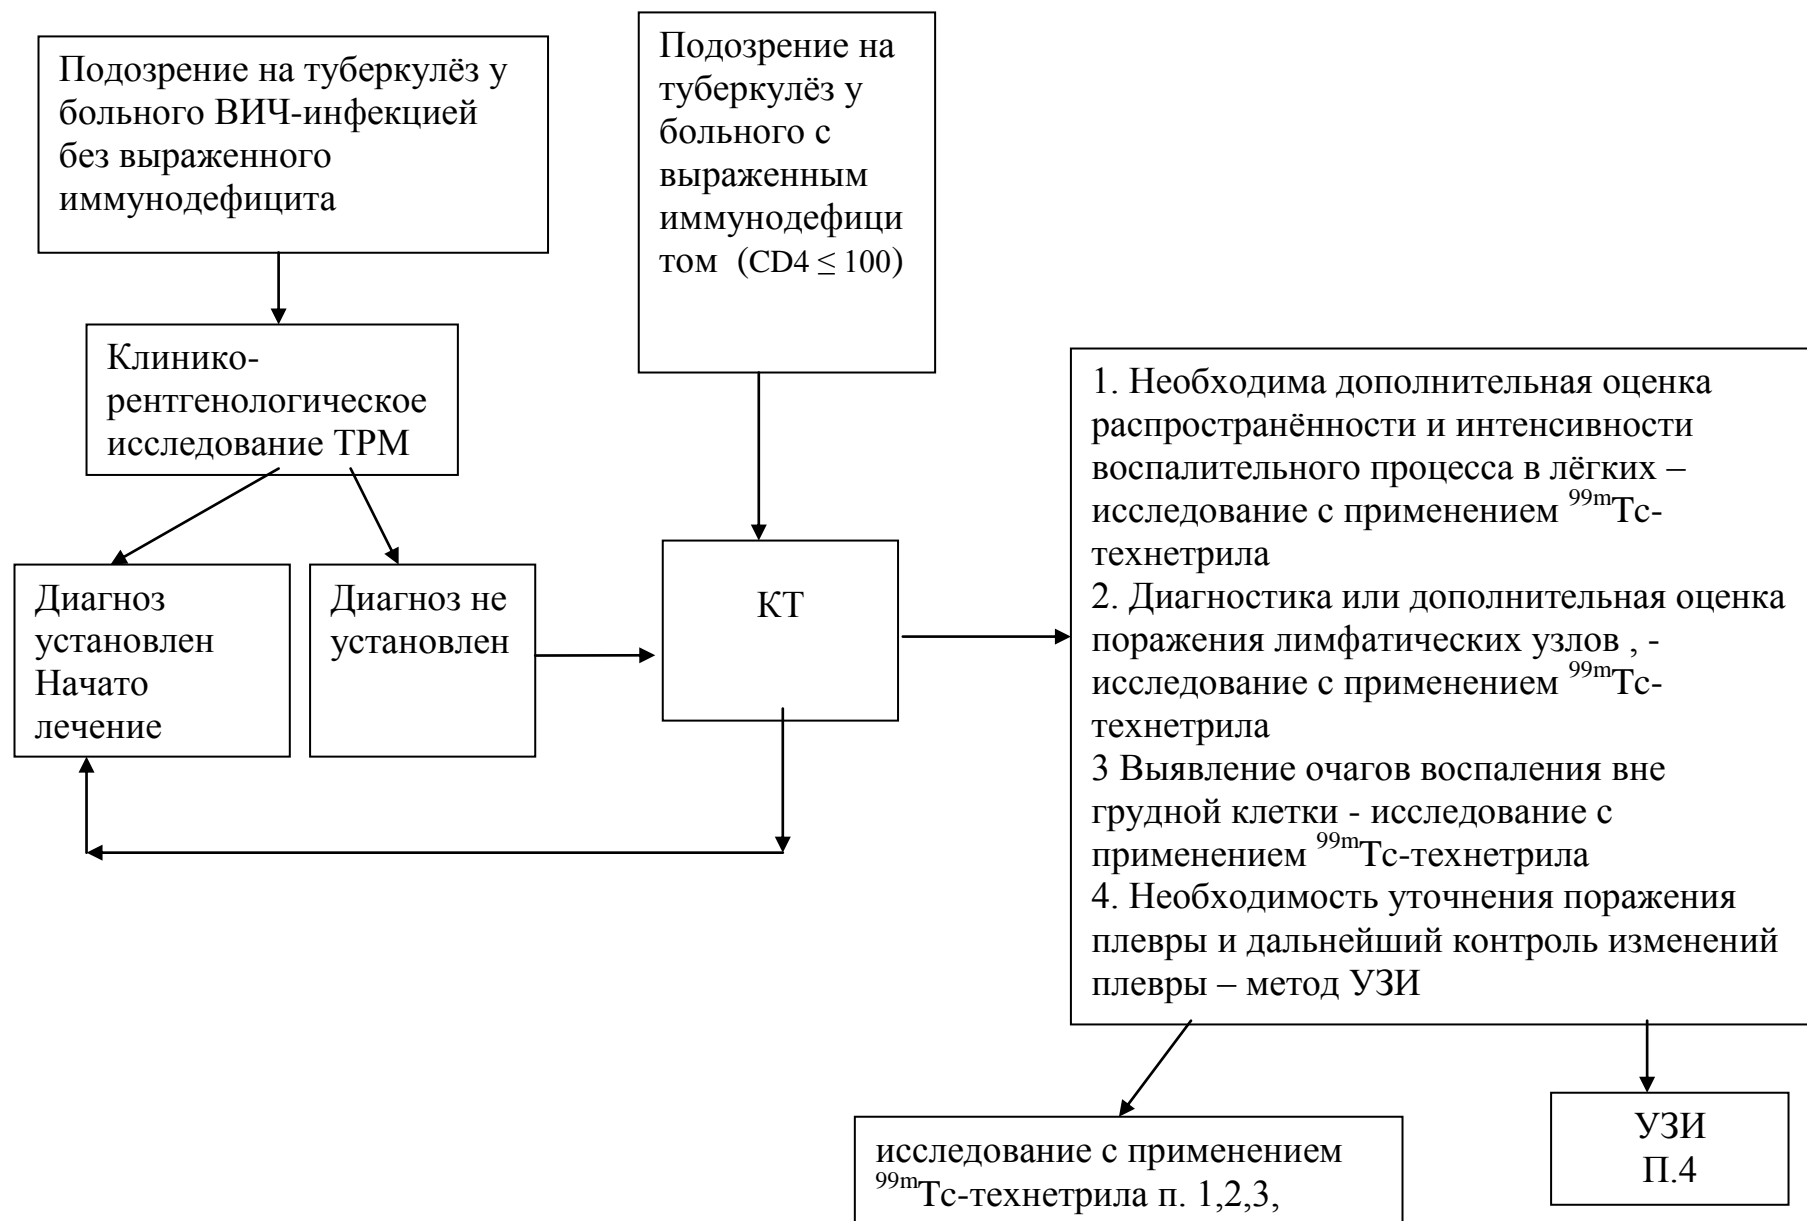 Подозрение на туберкулёз у
больного ВИЧ-инфекцией
без выраженного
иммунодефицита
Подозрение на
туберкулёз у
больного с
выраженным
иммунодефици
том (CD4 ≤ 100)
Клинико-
рентгенологическое
исследование ТРМ
Диагноз
установлен
Начато
лечение
Диагноз не
установлен
КТ
1. Необходима дополнительная оценка
распространённости и интенсивности
воспалительного процесса в лёгких –
исследование с применением ⁹⁹ᵐТс-
технетрила
2. Диагностика или дополнительная оценка
поражения лимфатических узлов , -
исследование с применением ⁹⁹ᵐТс-
технетрила
3 Выявление очагов воспаления вне
грудной клетки - исследование с
применением ⁹⁹ᵐТс-технетрила
4. Необходимость уточнения поражения
плевры и дальнейший контроль изменений
плевры – метод УЗИ
исследование с применением
⁹⁹ᵐТс-технетрила п. 1,2,3,
УЗИ
П.4